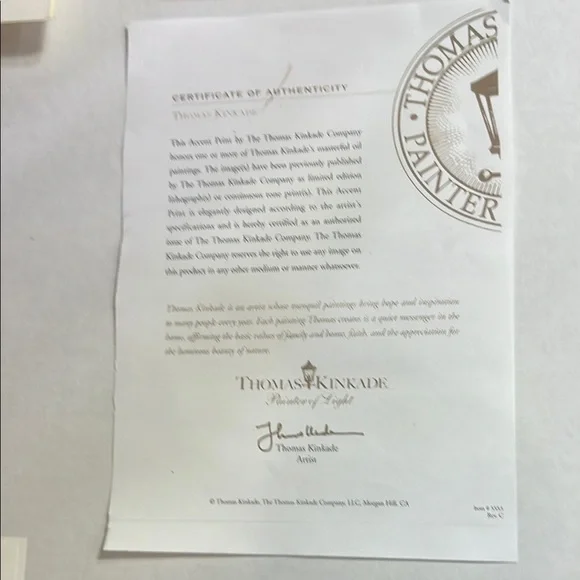 THOMAS
PAINTER
CERTIFICATE OF AUTHENTICITY
THOMAS KINKADE
This Accent Print by The Thomas Kinkade Company
honors one or more of Thomas Kinkade's masterful oil
paintings. The image(s) have been previously published
by The Thomas Kinkade Company as limited edition
lithograph(s) or continuous tone print(s). This Accent
Print is elegantly designed according to the artist's
specifications and is hereby certified as an authorized
issue of The Thomas Kinkade Company. The Thomas
Kinkade Company reserves the right to use any image on
this product in any other medium or manner whatsoever.
Thomas Kinkade is an artist whose tranquil paintings bring hope and inspiration
to many people every year. Each painting Thomas creates is a quiet messenger in the
home, affirming the basic values of family and home, faith, and the appreciation for
the luminous beauty of nature.
THOMAS KINKADE
Painter of Light
Thomas Kinkade
Artist
© Thomas Kinkade, The Thomas Kinkade Company, LLC, Morgan Hill, CA
Item # 5555
Rev C